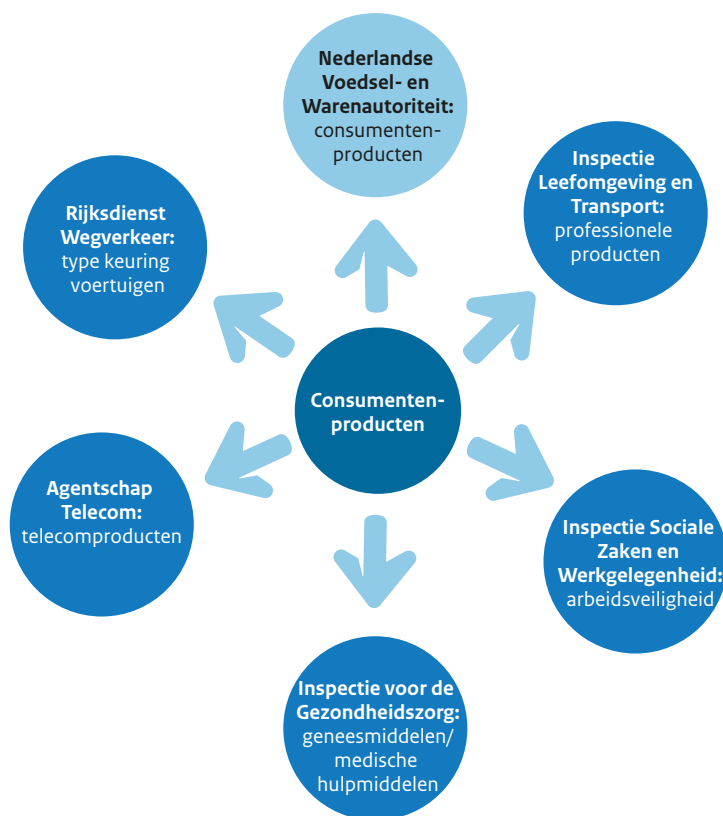 Nederlandse
Voedsel- en
Warenautoriteit:
consumenten-
producten
Inspectie
Leefomgeving en
Transport:
professionele
producten
Rijksdienst
Wegverkeer:
type keuring
voertuigen
Consumenten-
producten
Agentschap
Telecom:
telecomproducten
Inspectie Sociale
Zaken en
Werkgelegenheid:
arbeidsveiligheid
Inspectie voor de
Gezondheidszorg:
geneesmiddelen/
medische
hulpmiddelen